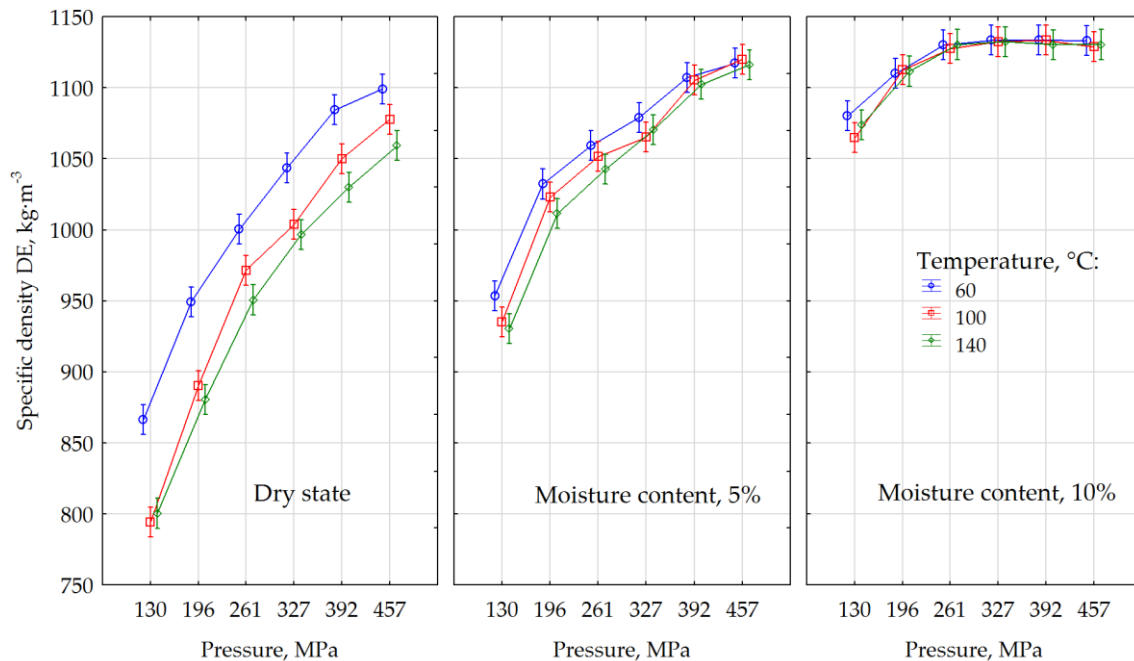 Specific density DE, kg·m⁻³
1150
1100
1050
1000
950
900
850
800
750
Dry state
Moisture content, 5%
Moisture content, 10%
Temperature, °C:
60
100
140
130 196 261 327 392 457
130 196 261 327 392 457
130 196 261 327 392 457
Pressure, MPa
Pressure, MPa
Pressure, MPa